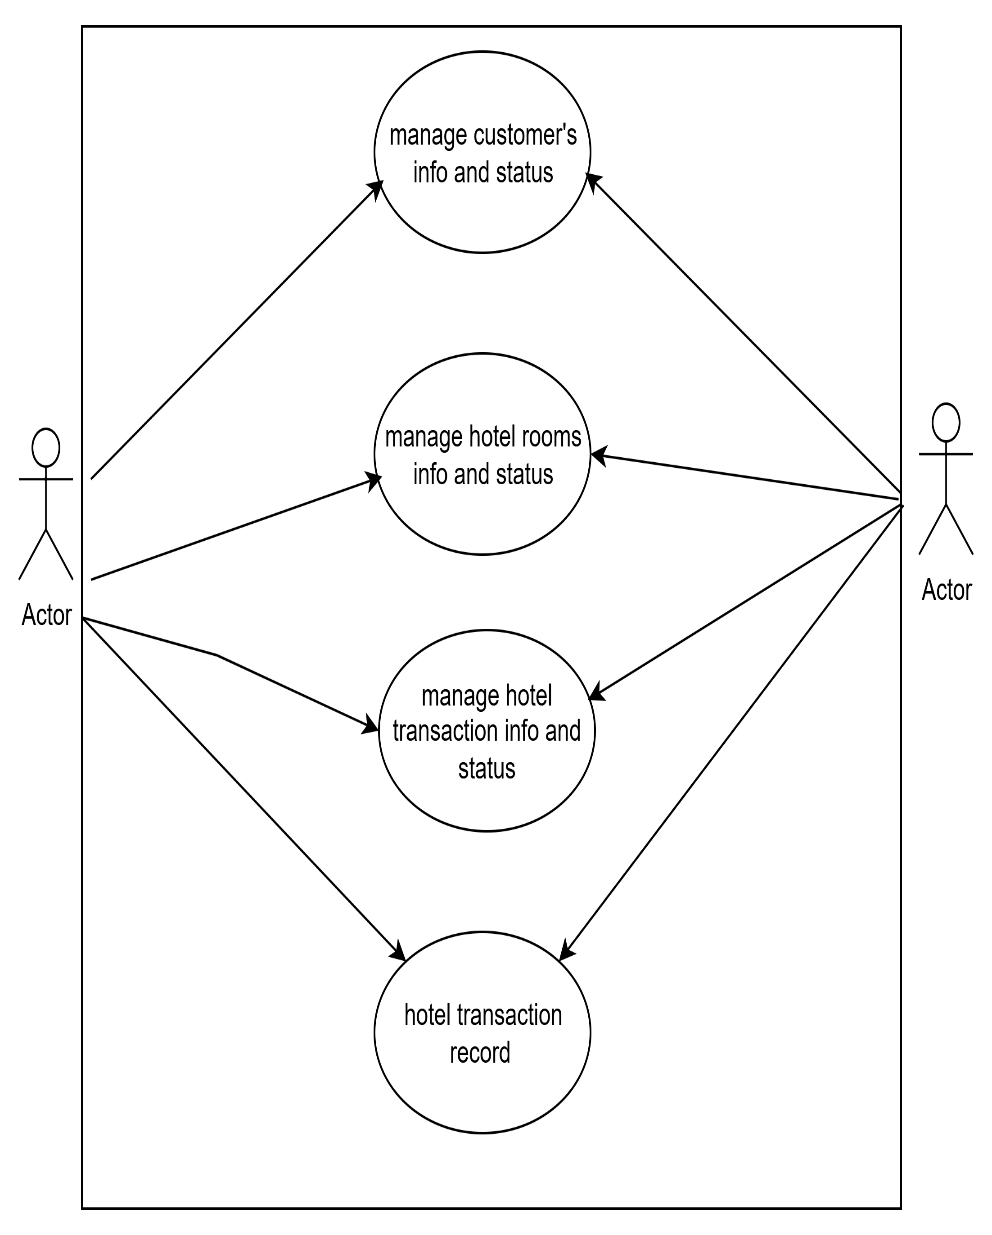 manage customer's
info and status
manage hotel rooms
info and status
Actor
Actor
manage hotel
transaction info and
status
hotel transaction
record